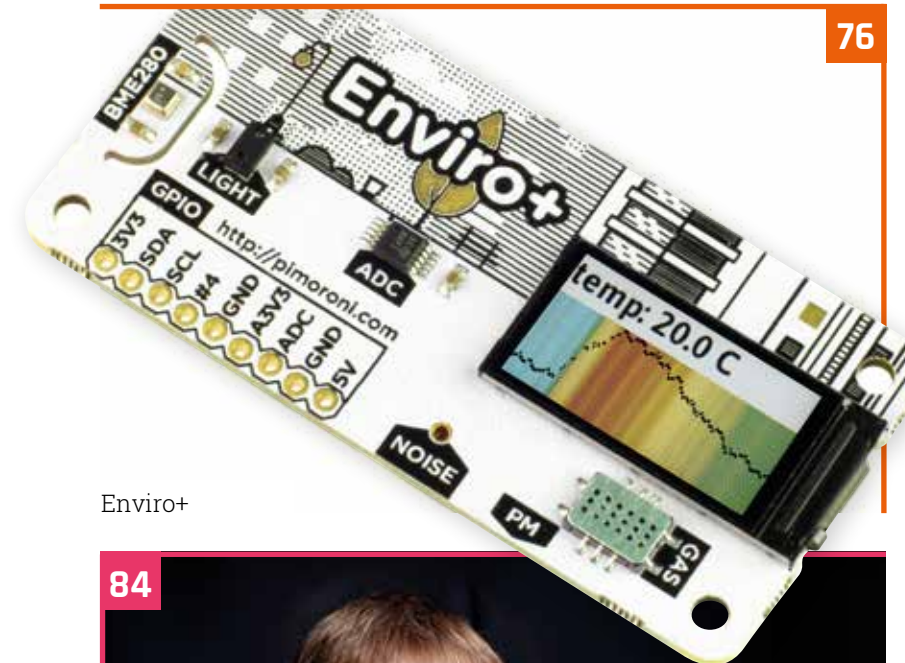 76
BME280
Enviro+
LIGHT
GPIO
http://pimoroni.com
ADC
3V3
SDA
SCL
#4
GND
A3V3
ADC
GND
5V
temp: 20.0 C
NOISE
PM
GAS
Enviro+
84